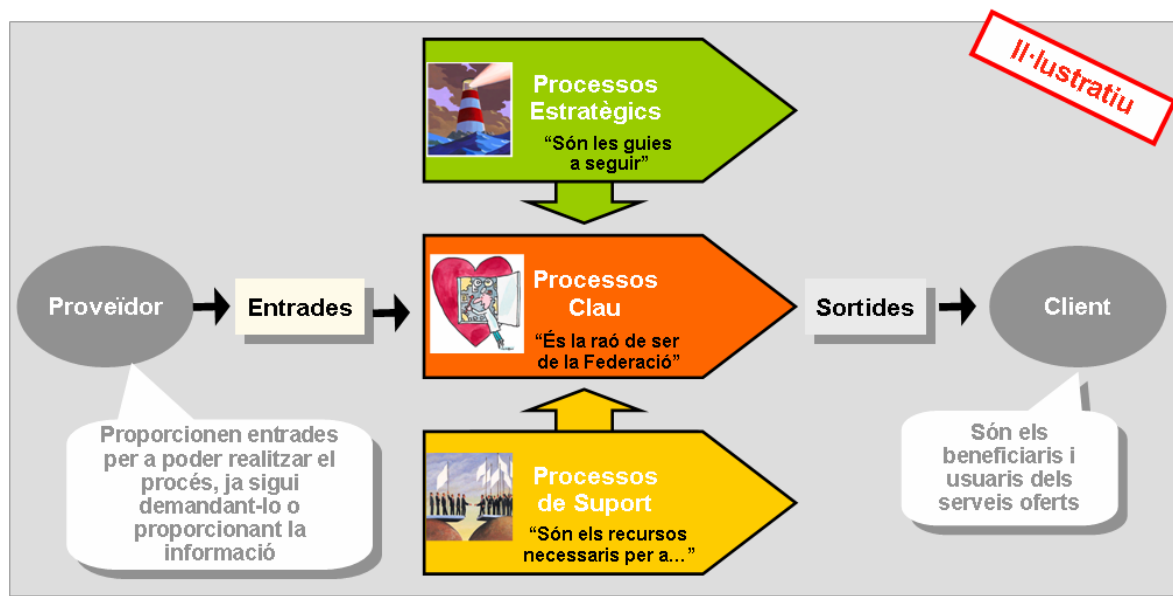 Il·lustratiu
Processos
Estratègics
“Són les guies
a seguir”
Proveïdor
Entrades
Processos
Clau
“És la raó de ser
de la Federació”
Sortides
Client
Proporcionen entrades
per a poder realitzar el
procés, ja sigui
demandant-lo o
proporcionant la
informació
Processos
de Suport
“Són els recursos
necessaris per a…”
Són els
beneficiaris i
usuaris dels
serveis oferts